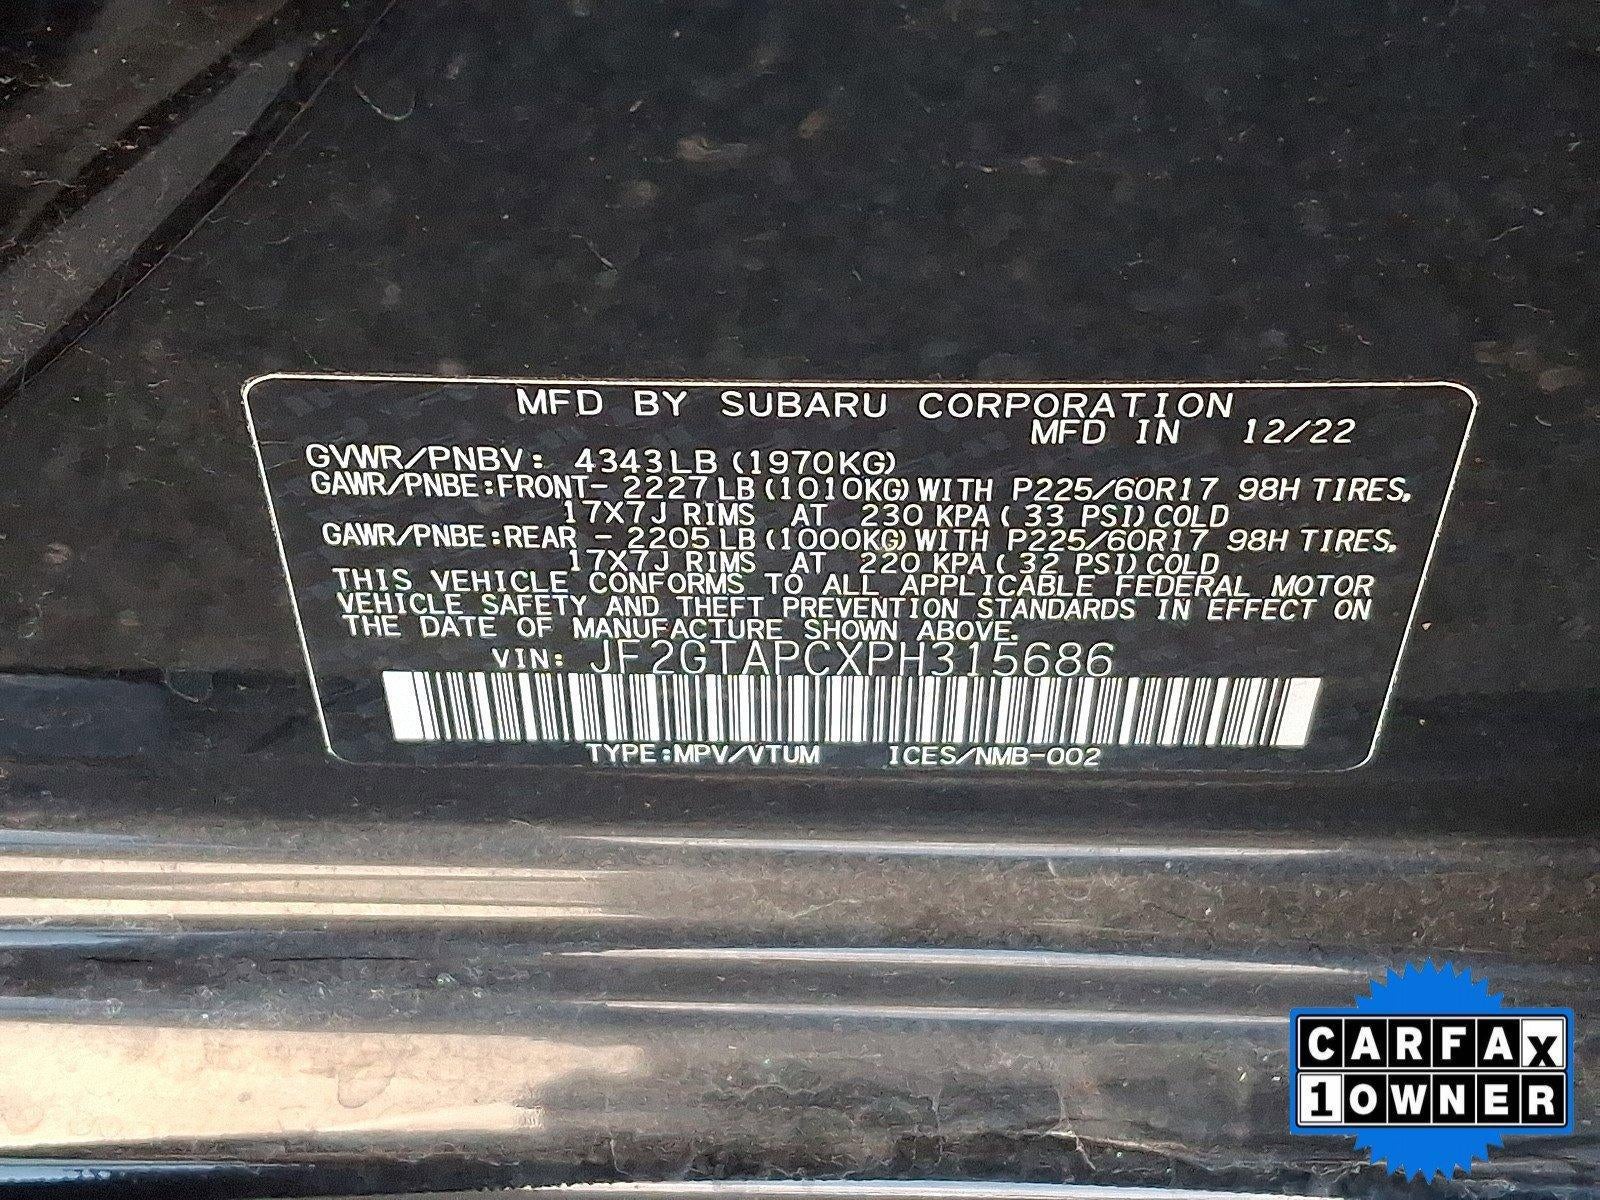 MFD BY SUBARU CORPORATION
MFD IN 12/22
GVWR/PNBV: 4343LB (1970KG)
GAWR/PNBE:FRONT- 2227LB(1010KG)WITH P225/60R17 98H TIRES,
17X7J RIMS AT 230 KPA( 33 PSI)COLD
GAWR/PNBE:REAR - 2205LB(1000KG)WITH P225/60R17 98H TIRES,
17X7J RIMS AT 220 KPA( 32 PSI)COLD
THIS VEHICLE CONFORMS TO ALL APPLICABLE FEDERAL MOTOR
VEHICLE SAFETY AND THEFT PREVENTION STANDARDS IN EFFECT ON
THE DATE OF MANUFACTURE SHOWN ABOVE.
VIN: JF2GTAPCXPH315686
TYPE:MPV/VTUM ICES/NMB-002
CARFAX
1OWNER